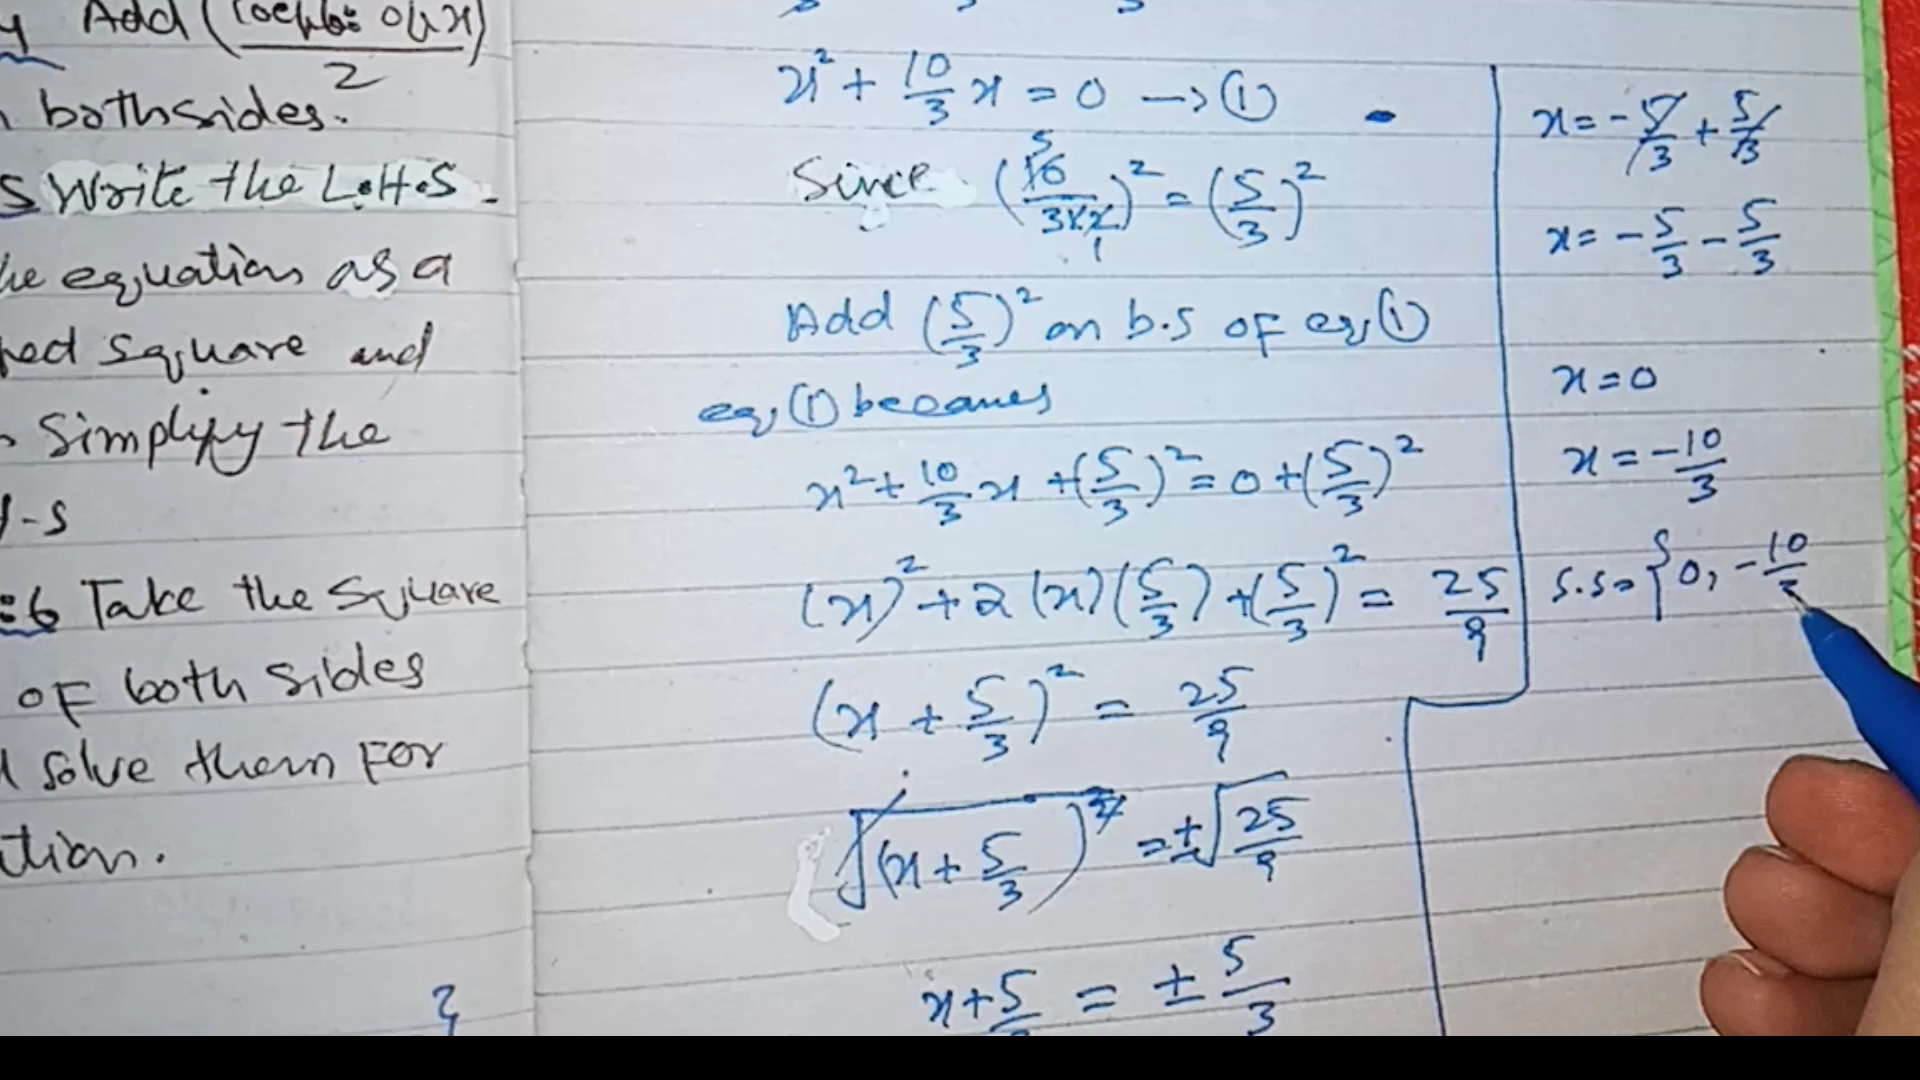 Add (coeff: of x)
2
bothsides.
Write the L.H.S
equation as a
square and
Simplify the
-S
:6 Take the Square
OF both sides
solve them FOR
x² + 10/3 x = 0 → (1)
Since (10/3×2)² = (5/3)²
Add (5/3)² on b.s OF eq (1)
eq (1) becomes
x² + 10/3 x + (5/3)² = 0 + (5/3)²
(x)² + 2(x)(5/3) + (5/3)² = 25/9
(x + 5/3)² = 25/9
√(x + 5/3)² = ±√25/9
x + 5/3 = ± 5/3
x = -5/3 + 5/3
x = -5/3 - 5/3
x = 0
x = -10/3
S.S = {0, -10/3